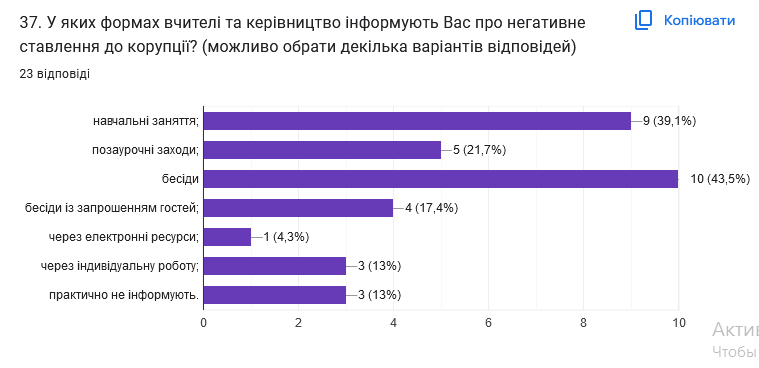 37. У яких формах вчителі та керівництво інформують Вас про негативне
ставлення до корупції? (можливо обрати декілька варіантів відповідей)
Копіювати
23 відповіді
навчальні заняття; 9 (39,1%)
позаурочні заходи; 5 (21,7%)
бесіди 10 (43,5%)
бесіди із запрошенням гостей; 4 (17,4%)
через електронні ресурси; 1 (4,3%)
через індивідуальну роботу; 3 (13%)
практично не інформують. 3 (13%)
0 2 4 6 8 10
Актив
Чтобы